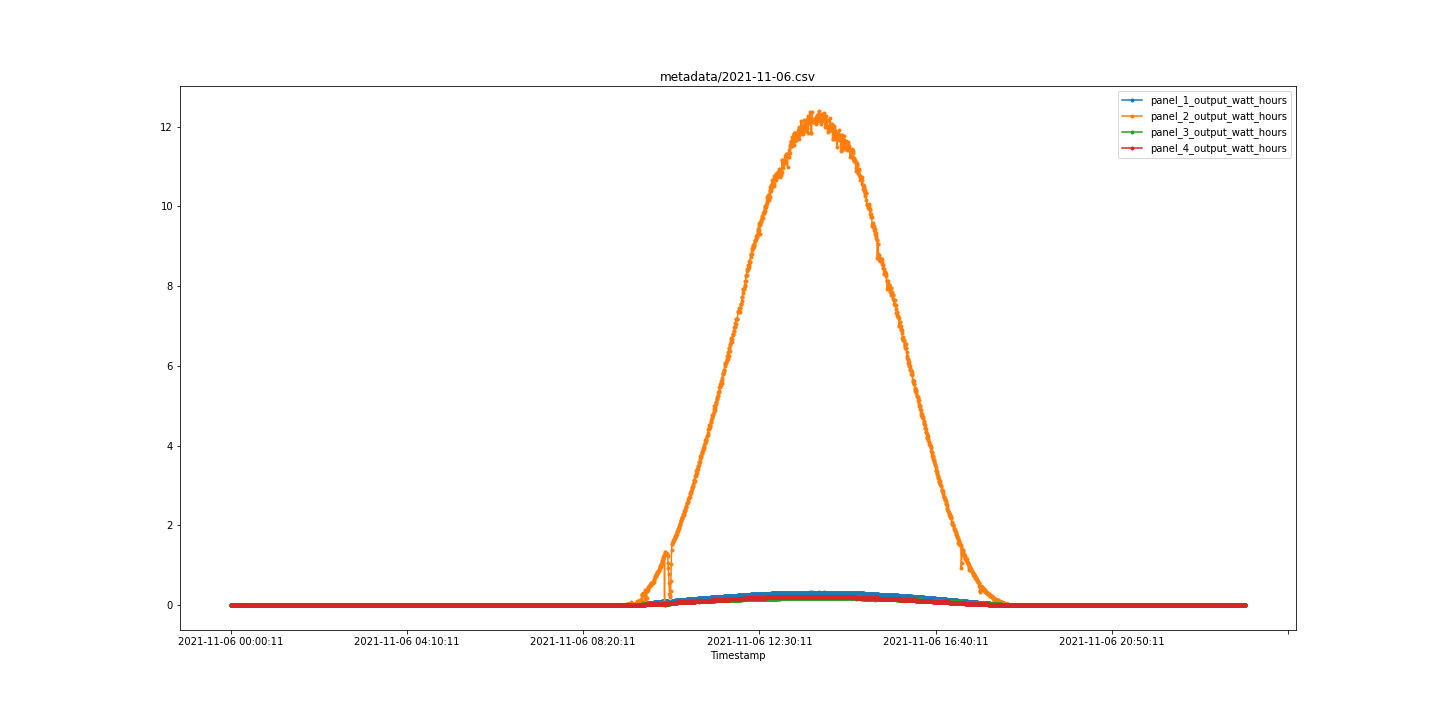 metadata/2021-11-06.csv
panel_1_output_watt_hours
panel_2_output_watt_hours
panel_3_output_watt_hours
panel_4_output_watt_hours
12
10
8
6
4
2
0
2021-11-06 00:00:11 2021-11-06 04:10:11 2021-11-06 08:20:11 2021-11-06 12:30:11 2021-11-06 16:40:11 2021-11-06 20:50:11
Timestamp